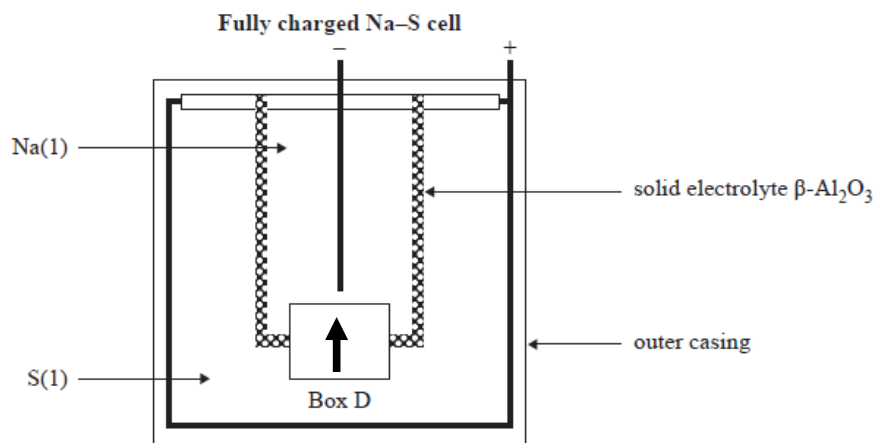 Fully charged Na–S cell
– +
Na(1)
solid electrolyte β-Al₂O₃
outer casing
S(1)
Box D